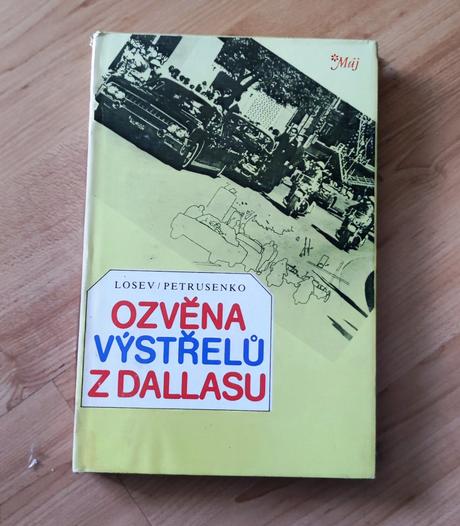 *Máj
LOSEV/PETRUSENKO
OZVĚNA
VÝSTŘELŮ
Z DALLASU